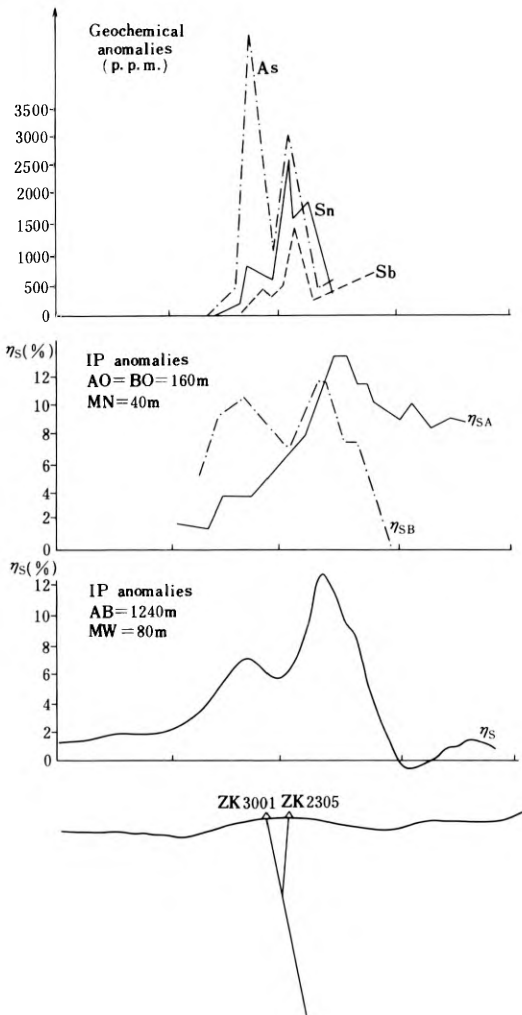 Geochemical
anomalies
(p.p.m.)
As
3500
3000
2500
2000
1500
1000
500
0
Sn
Sb
ηS(%)
IP anomalies
AO=BO=160m
MN=40m
12
10
8
6
4
2
0
ηSA
ηSB
ηS(%)
IP anomalies
AB=1240m
MW=80m
12
10
8
6
4
2
0
ηS
ZK3001 ZK2305